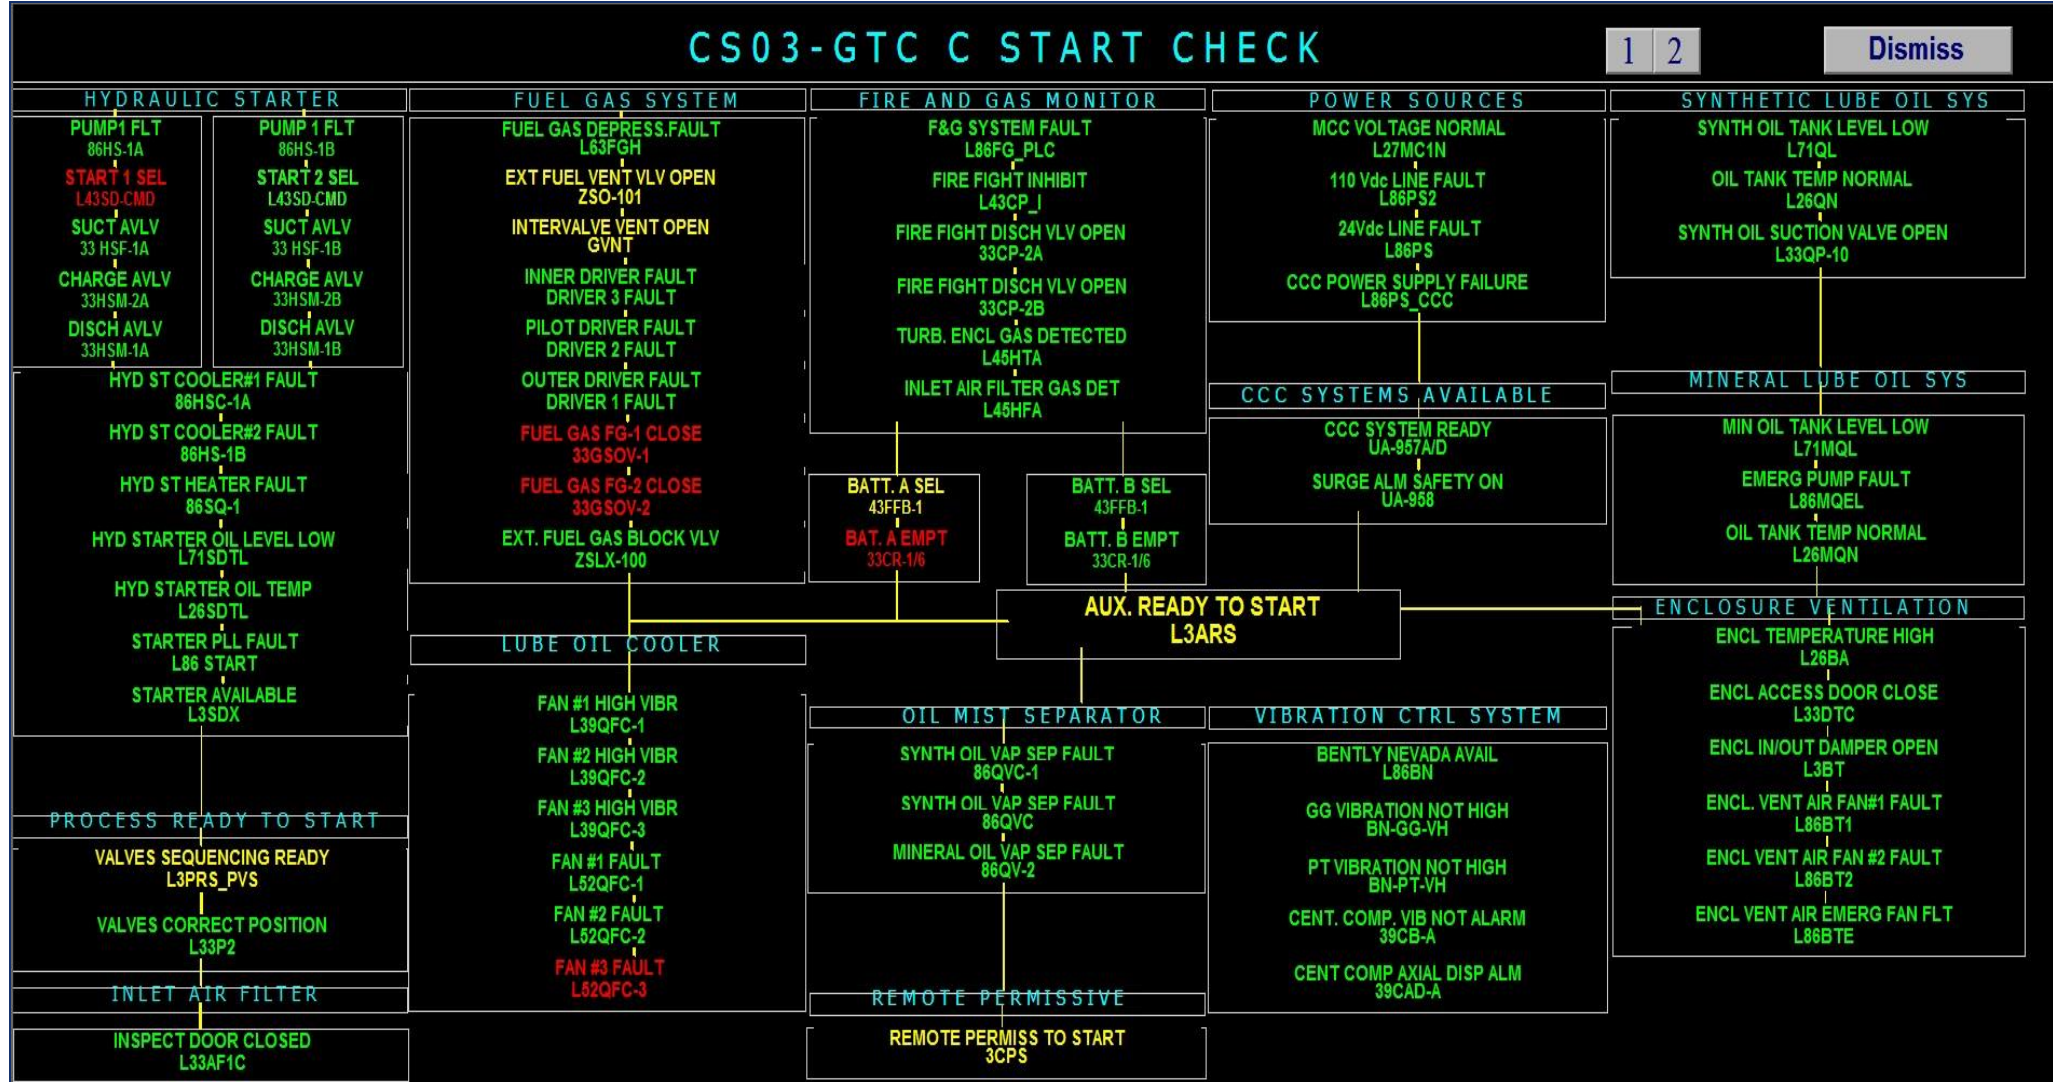 CS03-GTC C START CHECK
1 2
Dismiss
HYDRAULIC STARTER
PUMP1 FLT
86HS-1A
START 1 SEL
L43SD-CMD
SUCT AVLV
33 HSF-1A
CHARGE AVLV
33HSM-2A
DISCH AVLV
33HSM-1A
PUMP 1 FLT
86HS-1B
START 2 SEL
L43SD-CMD
SUCT AVLV
33 HSF-1B
CHARGE AVLV
33HSM-2B
DISCH AVLV
33HSM-1B
HYD ST COOLER#1 FAULT
86HSC-1A
HYD ST COOLER#2 FAULT
86HS-1B
HYD ST HEATER FAULT
86SQ-1
HYD STARTER OIL LEVEL LOW
L71SDTL
HYD STARTER OIL TEMP
L26SDTL
STARTER PLL FAULT
L86 START
STARTER AVAILABLE
L3SDX
PROCESS READY TO START
VALVES SEQUENCING READY
L3PRS_PVS
VALVES CORRECT POSITION
L33P2
INLET AIR FILTER
INSPECT DOOR CLOSED
L33AF1C
FUEL GAS SYSTEM
FUEL GAS DEPRESS.FAULT
L63FGH
EXT FUEL VENT VLV OPEN
ZSO-101
INTERVALVE VENT OPEN
GVNT
INNER DRIVER FAULT
DRIVER 3 FAULT
PILOT DRIVER FAULT
DRIVER 2 FAULT
OUTER DRIVER FAULT
DRIVER 1 FAULT
FUEL GAS FG-1 CLOSE
33GSOV-1
FUEL GAS FG-2 CLOSE
33GSOV-2
EXT. FUEL GAS BLOCK VLV
ZSLX-100
LUBE OIL COOLER
FAN #1 HIGH VIBR
L39QFC-1
FAN #2 HIGH VIBR
L39QFC-2
FAN #3 HIGH VIBR
L39QFC-3
FAN #1 FAULT
L52QFC-1
FAN #2 FAULT
L52QFC-2
FAN #3 FAULT
L52QFC-3
FIRE AND GAS MONITOR
F&G SYSTEM FAULT
L86FG_PLC
FIRE FIGHT INHIBIT
L43CP_I
FIRE FIGHT DISCH VLV OPEN
33CP-2A
FIRE FIGHT DISCH VLV OPEN
33CP-2B
TURB. ENCL GAS DETECTED
L45HTA
INLET AIR FILTER GAS DET
L45HFA
BATT. A SEL
43FFB-1
BAT. A EMPT
33CR-1/6
BATT. B SEL
43FFB-1
BATT. B EMPT
33CR-1/6
AUX. READY TO START
L3ARS
OIL MIST SEPARATOR
SYNTH OIL VAP SEP FAULT
86QVC-1
SYNTH OIL VAP SEP FAULT
86QVC
MINERAL OIL VAP SEP FAULT
86QV-2
REMOTE PERMISSIVE
REMOTE PERMISS TO START
3CPS
POWER SOURCES
MCC VOLTAGE NORMAL
L27MC1N
110 Vdc LINE FAULT
L86PS2
24Vdc LINE FAULT
L86PS
CCC POWER SUPPLY FAILURE
L86PS_CCC
CCC SYSTEMS AVAILABLE
CCC SYSTEM READY
UA-957A/D
SURGE ALM SAFETY ON
UA-958
VIBRATION CTRL SYSTEM
BENTLY NEVADA AVAIL
L86BN
GG VIBRATION NOT HIGH
BN-GG-VH
PT VIBRATION NOT HIGH
BN-PT-VH
CENT. COMP. VIB NOT ALARM
39CB-A
CENT COMP AXIAL DISP ALM
39CAD-A
SYNTHETIC LUBE OIL SYS
SYNTH OIL TANK LEVEL LOW
L71QL
OIL TANK TEMP NORMAL
L26QN
SYNTH OIL SUCTION VALVE OPEN
L33QP-10
MINERAL LUBE OIL SYS
MIN OIL TANK LEVEL LOW
L71MQL
EMERG PUMP FAULT
L86MQEL
OIL TANK TEMP NORMAL
L26MQN
ENCLOSURE VENTILATION
ENCL TEMPERATURE HIGH
L26BA
ENCL ACCESS DOOR CLOSE
L33DTC
ENCL IN/OUT DAMPER OPEN
L3BT
ENCL. VENT AIR FAN#1 FAULT
L86BT1
ENCL VENT AIR FAN #2 FAULT
L86BT2
ENCL VENT AIR EMERG FAN FLT
L86BTE